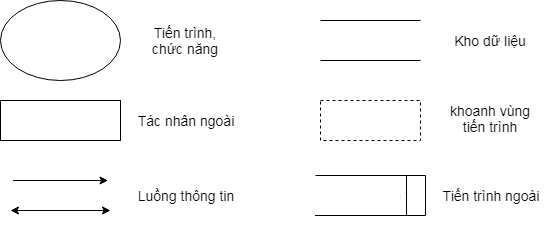 Tiến trình,
chức năng
Kho dữ liệu
Tác nhân ngoài
khoanh vùng
tiến trình
Luồng thông tin
Tiến trình ngoài